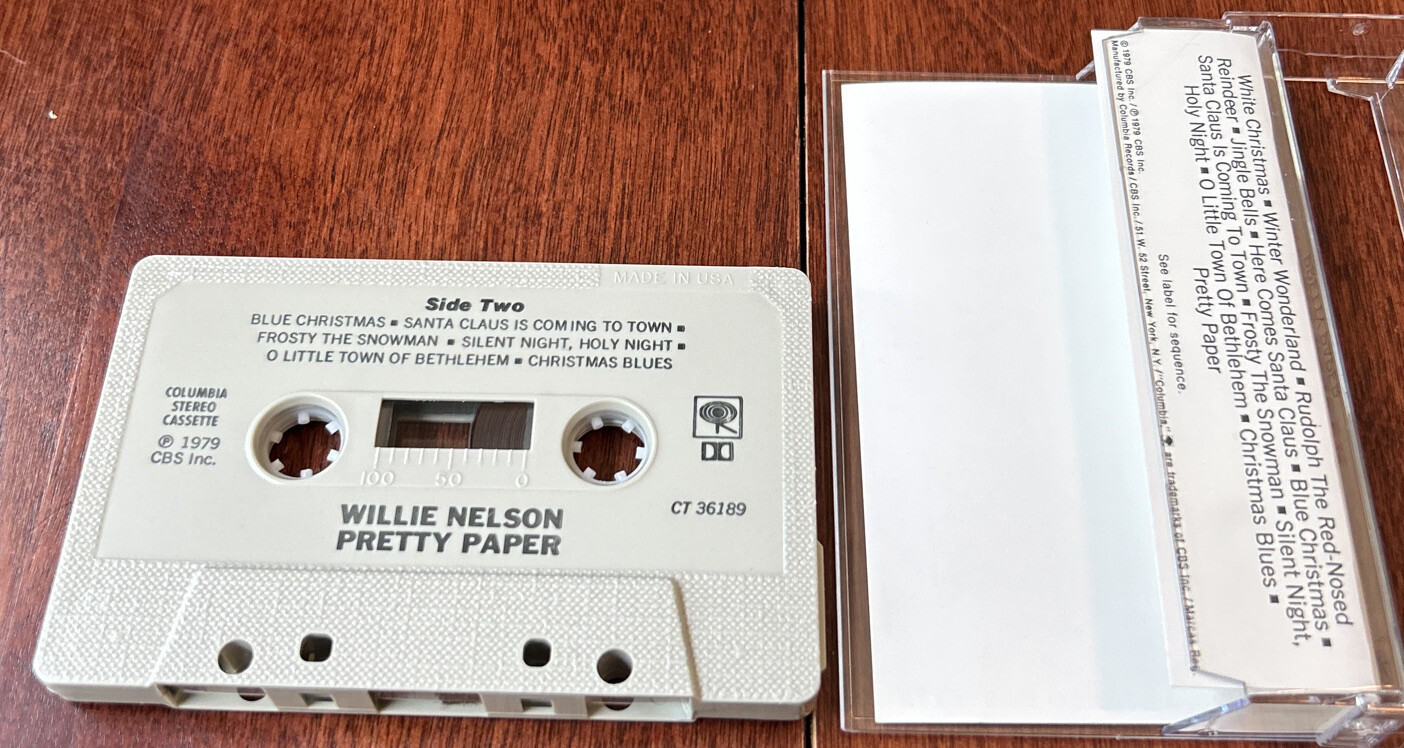 MADE IN USA
Side Two
BLUE CHRISTMAS ▪ SANTA CLAUS IS COMING TO TOWN ▪
FROSTY THE SNOWMAN ▪ SILENT NIGHT, HOLY NIGHT ▪
O LITTLE TOWN OF BETHLEHEM ▪ CHRISTMAS BLUES
COLUMBIA
STEREO
CASSETTE
℗ 1979
CBS Inc.
100 50 0
CT 36189
WILLIE NELSON
PRETTY PAPER
White Christmas ▪ Winter Wonderland ▪ Rudolph The Red-Nosed
Reindeer ▪ Jingle Bells ▪ Here Comes Santa Claus ▪ Blue Christmas ▪
Santa Claus Is Coming To Town ▪ Frosty The Snowman ▪ Silent Night,
Holy Night ▪ O Little Town Of Bethlehem ▪ Christmas Blues ▪
Pretty Paper
See label for sequence.
© 1979 CBS Inc./℗ 1979 CBS Inc.
Manufactured by Columbia Records/CBS Inc./51 W. 52 Street, New York, N.Y./"Columbia," are trademarks of CBS Inc./Marcas Reg